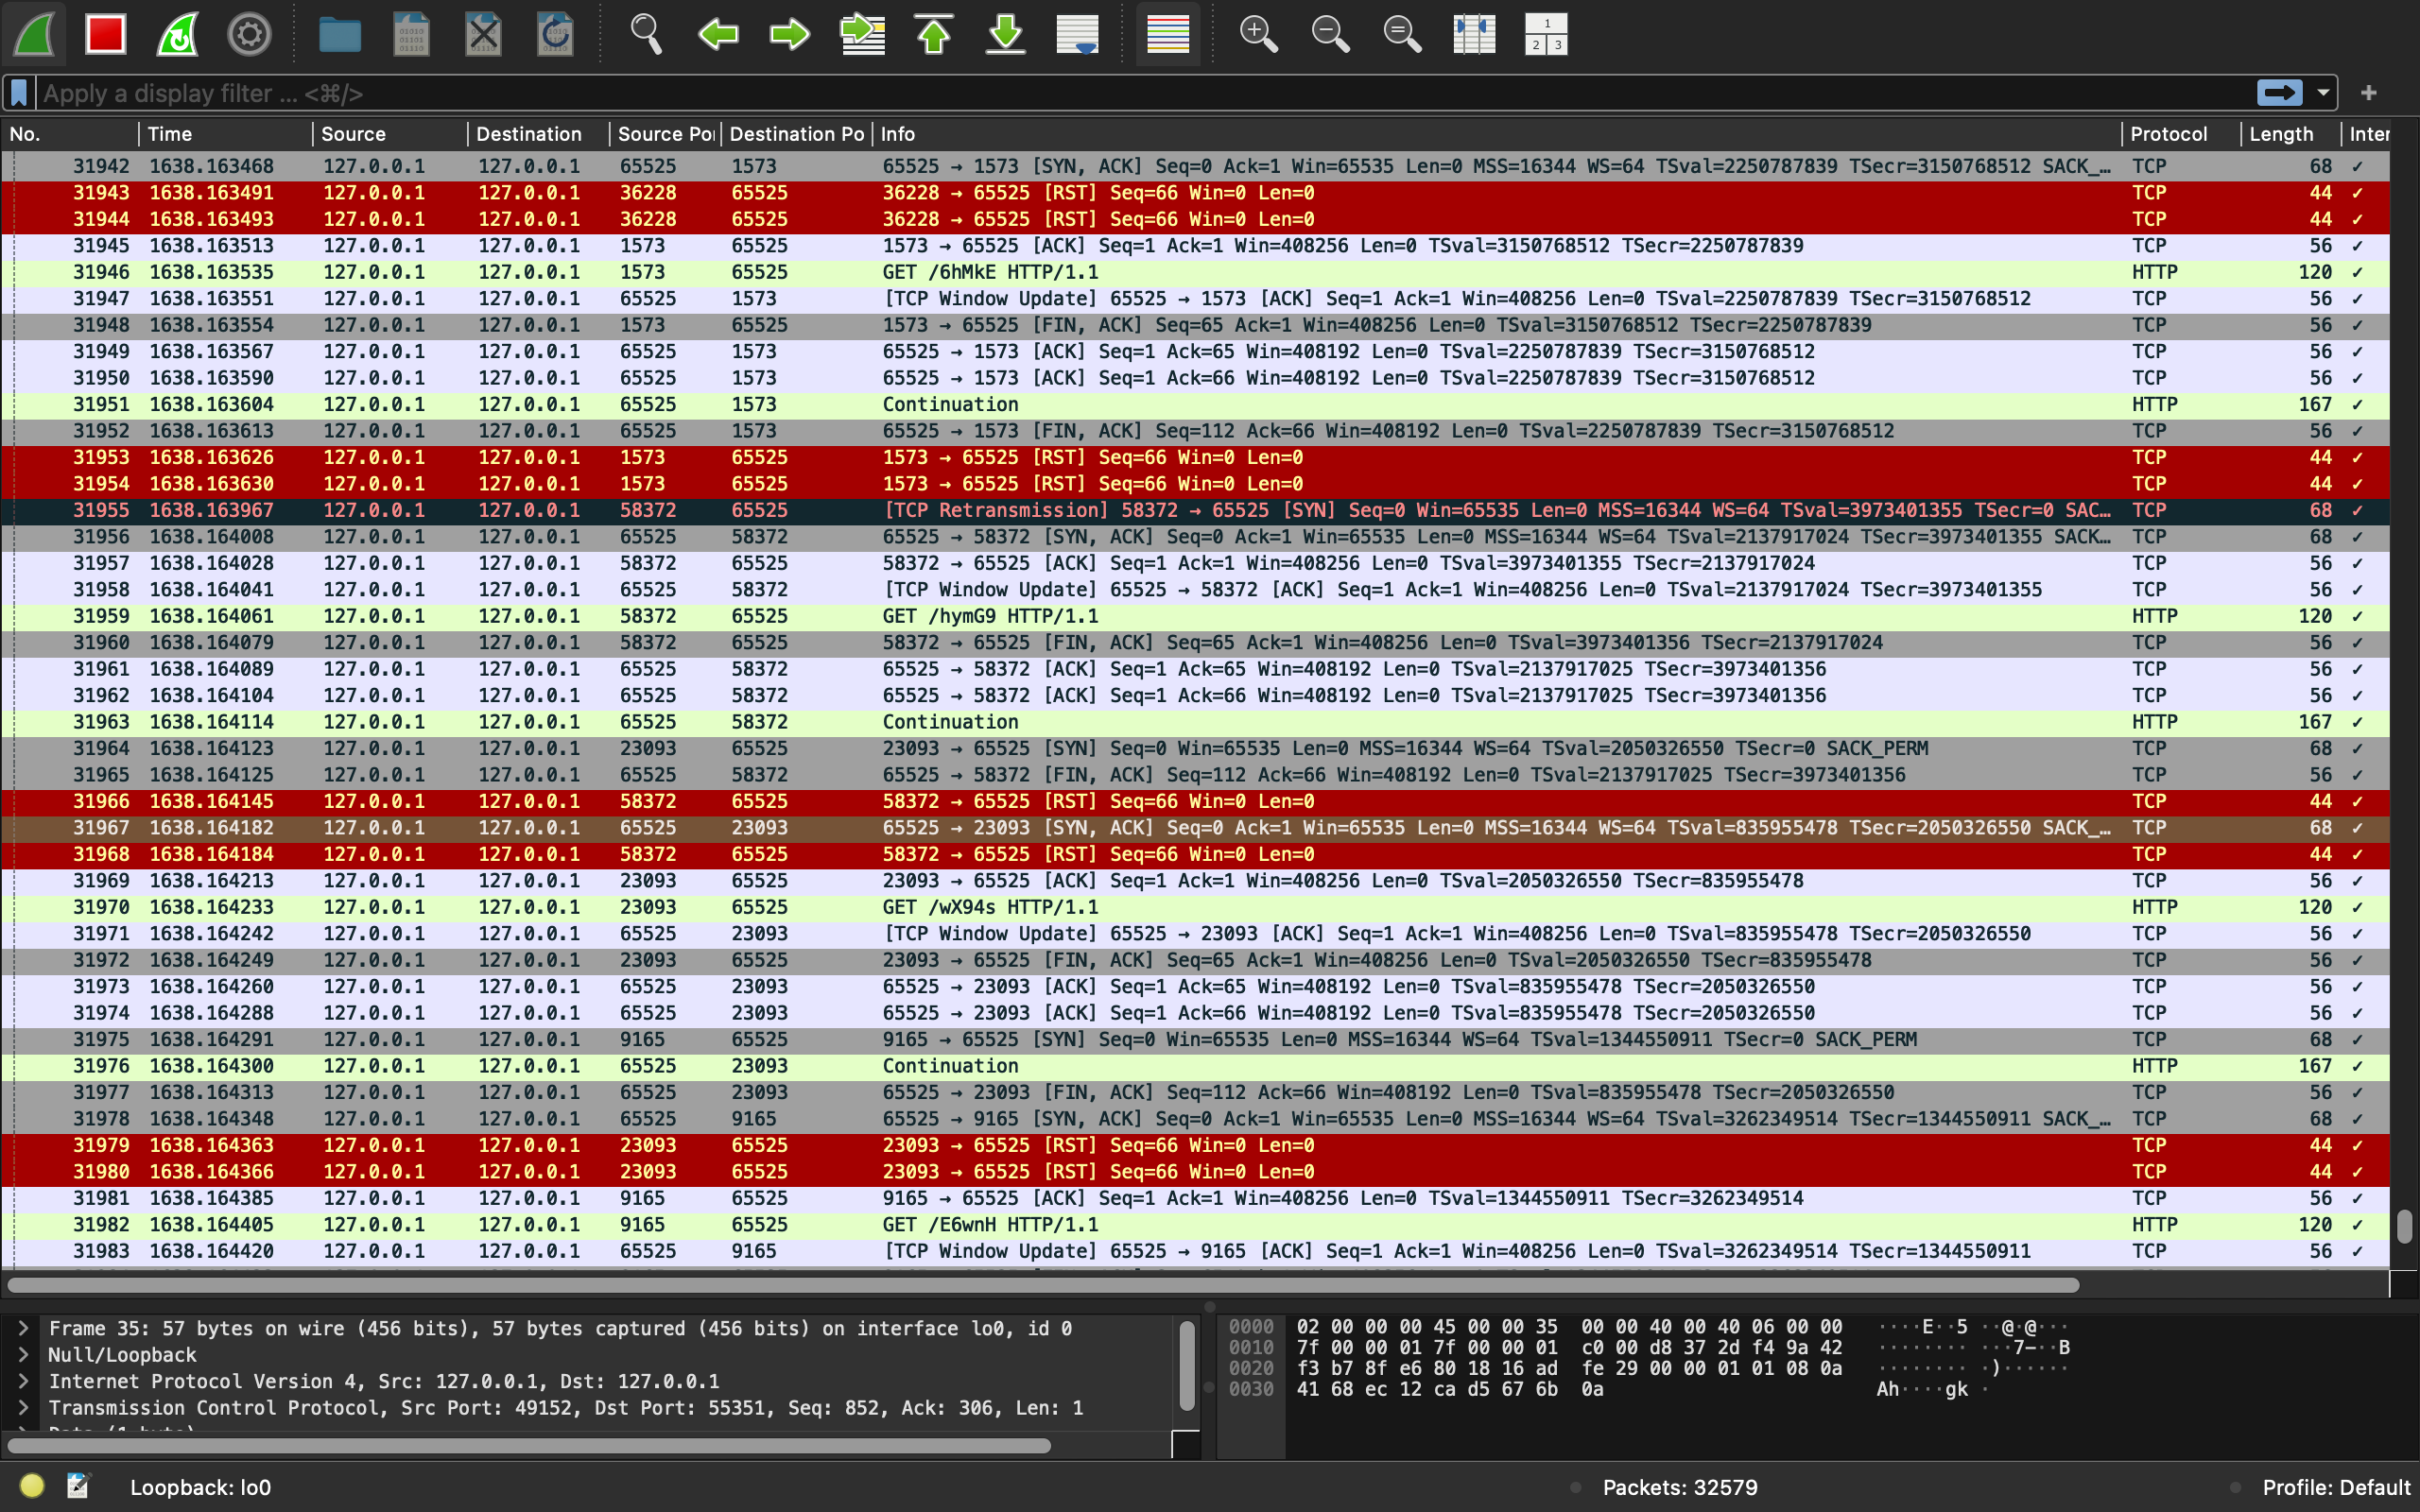 1
2 3
Apply a display filter ... <⌘/>
No. Time Source Destination Source Por Destination Po Info Protocol Length Inter
31942 1638.163468 127.0.0.1 127.0.0.1 65525 1573 65525 → 1573 [SYN, ACK] Seq=0 Ack=1 Win=65535 Len=0 MSS=16344 WS=64 TSval=2250787839 TSecr=3150768512 SACK_… TCP 68 ✓
31943 1638.163491 127.0.0.1 127.0.0.1 36228 65525 36228 → 65525 [RST] Seq=66 Win=0 Len=0 TCP 44 ✓
31944 1638.163493 127.0.0.1 127.0.0.1 36228 65525 36228 → 65525 [RST] Seq=66 Win=0 Len=0 TCP 44 ✓
31945 1638.163513 127.0.0.1 127.0.0.1 1573 65525 1573 → 65525 [ACK] Seq=1 Ack=1 Win=408256 Len=0 TSval=3150768512 TSecr=2250787839 TCP 56 ✓
31946 1638.163535 127.0.0.1 127.0.0.1 1573 65525 GET /6hMkE HTTP/1.1 HTTP 120 ✓
31947 1638.163551 127.0.0.1 127.0.0.1 65525 1573 [TCP Window Update] 65525 → 1573 [ACK] Seq=1 Ack=1 Win=408256 Len=0 TSval=2250787839 TSecr=3150768512 TCP 56 ✓
31948 1638.163554 127.0.0.1 127.0.0.1 1573 65525 1573 → 65525 [FIN, ACK] Seq=65 Ack=1 Win=408256 Len=0 TSval=3150768512 TSecr=2250787839 TCP 56 ✓
31949 1638.163567 127.0.0.1 127.0.0.1 65525 1573 65525 → 1573 [ACK] Seq=1 Ack=65 Win=408192 Len=0 TSval=2250787839 TSecr=3150768512 TCP 56 ✓
31950 1638.163590 127.0.0.1 127.0.0.1 65525 1573 65525 → 1573 [ACK] Seq=1 Ack=66 Win=408192 Len=0 TSval=2250787839 TSecr=3150768512 TCP 56 ✓
31951 1638.163604 127.0.0.1 127.0.0.1 65525 1573 Continuation HTTP 167 ✓
31952 1638.163613 127.0.0.1 127.0.0.1 65525 1573 65525 → 1573 [FIN, ACK] Seq=112 Ack=66 Win=408192 Len=0 TSval=2250787839 TSecr=3150768512 TCP 56 ✓
31953 1638.163626 127.0.0.1 127.0.0.1 1573 65525 1573 → 65525 [RST] Seq=66 Win=0 Len=0 TCP 44 ✓
31954 1638.163630 127.0.0.1 127.0.0.1 1573 65525 1573 → 65525 [RST] Seq=66 Win=0 Len=0 TCP 44 ✓
31955 1638.163967 127.0.0.1 127.0.0.1 58372 65525 [TCP Retransmission] 58372 → 65525 [SYN] Seq=0 Win=65535 Len=0 MSS=16344 WS=64 TSval=3973401355 TSecr=0 SAC… TCP 68 ✓
31956 1638.164008 127.0.0.1 127.0.0.1 65525 58372 65525 → 58372 [SYN, ACK] Seq=0 Ack=1 Win=65535 Len=0 MSS=16344 WS=64 TSval=2137917024 TSecr=3973401355 SACK… TCP 68 ✓
31957 1638.164028 127.0.0.1 127.0.0.1 58372 65525 58372 → 65525 [ACK] Seq=1 Ack=1 Win=408256 Len=0 TSval=3973401355 TSecr=2137917024 TCP 56 ✓
31958 1638.164041 127.0.0.1 127.0.0.1 65525 58372 [TCP Window Update] 65525 → 58372 [ACK] Seq=1 Ack=1 Win=408256 Len=0 TSval=2137917024 TSecr=3973401355 TCP 56 ✓
31959 1638.164061 127.0.0.1 127.0.0.1 58372 65525 GET /hymG9 HTTP/1.1 HTTP 120 ✓
31960 1638.164079 127.0.0.1 127.0.0.1 58372 65525 58372 → 65525 [FIN, ACK] Seq=65 Ack=1 Win=408256 Len=0 TSval=3973401356 TSecr=2137917024 TCP 56 ✓
31961 1638.164089 127.0.0.1 127.0.0.1 65525 58372 65525 → 58372 [ACK] Seq=1 Ack=65 Win=408192 Len=0 TSval=2137917025 TSecr=3973401356 TCP 56 ✓
31962 1638.164104 127.0.0.1 127.0.0.1 65525 58372 65525 → 58372 [ACK] Seq=1 Ack=66 Win=408192 Len=0 TSval=2137917025 TSecr=3973401356 TCP 56 ✓
31963 1638.164114 127.0.0.1 127.0.0.1 65525 58372 Continuation HTTP 167 ✓
31964 1638.164123 127.0.0.1 127.0.0.1 23093 65525 23093 → 65525 [SYN] Seq=0 Win=65535 Len=0 MSS=16344 WS=64 TSval=2050326550 TSecr=0 SACK_PERM TCP 68 ✓
31965 1638.164125 127.0.0.1 127.0.0.1 65525 58372 65525 → 58372 [FIN, ACK] Seq=112 Ack=66 Win=408192 Len=0 TSval=2137917025 TSecr=3973401356 TCP 56 ✓
31966 1638.164145 127.0.0.1 127.0.0.1 58372 65525 58372 → 65525 [RST] Seq=66 Win=0 Len=0 TCP 44 ✓
31967 1638.164182 127.0.0.1 127.0.0.1 65525 23093 65525 → 23093 [SYN, ACK] Seq=0 Ack=1 Win=65535 Len=0 MSS=16344 WS=64 TSval=835955478 TSecr=2050326550 SACK_… TCP 68 ✓
31968 1638.164184 127.0.0.1 127.0.0.1 58372 65525 58372 → 65525 [RST] Seq=66 Win=0 Len=0 TCP 44 ✓
31969 1638.164213 127.0.0.1 127.0.0.1 23093 65525 23093 → 65525 [ACK] Seq=1 Ack=1 Win=408256 Len=0 TSval=2050326550 TSecr=835955478 TCP 56 ✓
31970 1638.164233 127.0.0.1 127.0.0.1 23093 65525 GET /wX94s HTTP/1.1 HTTP 120 ✓
31971 1638.164242 127.0.0.1 127.0.0.1 65525 23093 [TCP Window Update] 65525 → 23093 [ACK] Seq=1 Ack=1 Win=408256 Len=0 TSval=835955478 TSecr=2050326550 TCP 56 ✓
31972 1638.164249 127.0.0.1 127.0.0.1 23093 65525 23093 → 65525 [FIN, ACK] Seq=65 Ack=1 Win=408256 Len=0 TSval=2050326550 TSecr=835955478 TCP 56 ✓
31973 1638.164260 127.0.0.1 127.0.0.1 65525 23093 65525 → 23093 [ACK] Seq=1 Ack=65 Win=408192 Len=0 TSval=835955478 TSecr=2050326550 TCP 56 ✓
31974 1638.164288 127.0.0.1 127.0.0.1 65525 23093 65525 → 23093 [ACK] Seq=1 Ack=66 Win=408192 Len=0 TSval=835955478 TSecr=2050326550 TCP 56 ✓
31975 1638.164291 127.0.0.1 127.0.0.1 9165 65525 9165 → 65525 [SYN] Seq=0 Win=65535 Len=0 MSS=16344 WS=64 TSval=1344550911 TSecr=0 SACK_PERM TCP 68 ✓
31976 1638.164300 127.0.0.1 127.0.0.1 65525 23093 Continuation HTTP 167 ✓
31977 1638.164313 127.0.0.1 127.0.0.1 65525 23093 65525 → 23093 [FIN, ACK] Seq=112 Ack=66 Win=408192 Len=0 TSval=835955478 TSecr=2050326550 TCP 56 ✓
31978 1638.164348 127.0.0.1 127.0.0.1 65525 9165 65525 → 9165 [SYN, ACK] Seq=0 Ack=1 Win=65535 Len=0 MSS=16344 WS=64 TSval=3262349514 TSecr=1344550911 SACK_… TCP 68 ✓
31979 1638.164363 127.0.0.1 127.0.0.1 23093 65525 23093 → 65525 [RST] Seq=66 Win=0 Len=0 TCP 44 ✓
31980 1638.164366 127.0.0.1 127.0.0.1 23093 65525 23093 → 65525 [RST] Seq=66 Win=0 Len=0 TCP 44 ✓
31981 1638.164385 127.0.0.1 127.0.0.1 9165 65525 9165 → 65525 [ACK] Seq=1 Ack=1 Win=408256 Len=0 TSval=1344550911 TSecr=3262349514 TCP 56 ✓
31982 1638.164405 127.0.0.1 127.0.0.1 9165 65525 GET /E6wnH HTTP/1.1 HTTP 120 ✓
31983 1638.164420 127.0.0.1 127.0.0.1 65525 9165 [TCP Window Update] 65525 → 9165 [ACK] Seq=1 Ack=1 Win=408256 Len=0 TSval=3262349514 TSecr=1344550911 TCP 56 ✓
Frame 35: 57 bytes on wire (456 bits), 57 bytes captured (456 bits) on interface lo0, id 0
Null/Loopback
Internet Protocol Version 4, Src: 127.0.0.1, Dst: 127.0.0.1
Transmission Control Protocol, Src Port: 49152, Dst Port: 55351, Seq: 852, Ack: 306, Len: 1
0000 02 00 00 00 45 00 00 35 00 00 40 00 40 06 00 00 ····E··5 ··@·@···
0010 7f 00 00 01 7f 00 00 01 c0 00 d8 37 2d f4 9a 42 ········ ···7-··B
0020 f3 b7 8f e6 80 18 16 ad fe 29 00 00 01 01 08 0a ········ ·)······
0030 41 68 ec 12 ca d5 67 6b 0a Ah····gk ·
Loopback: lo0 Packets: 32579 Profile: Default